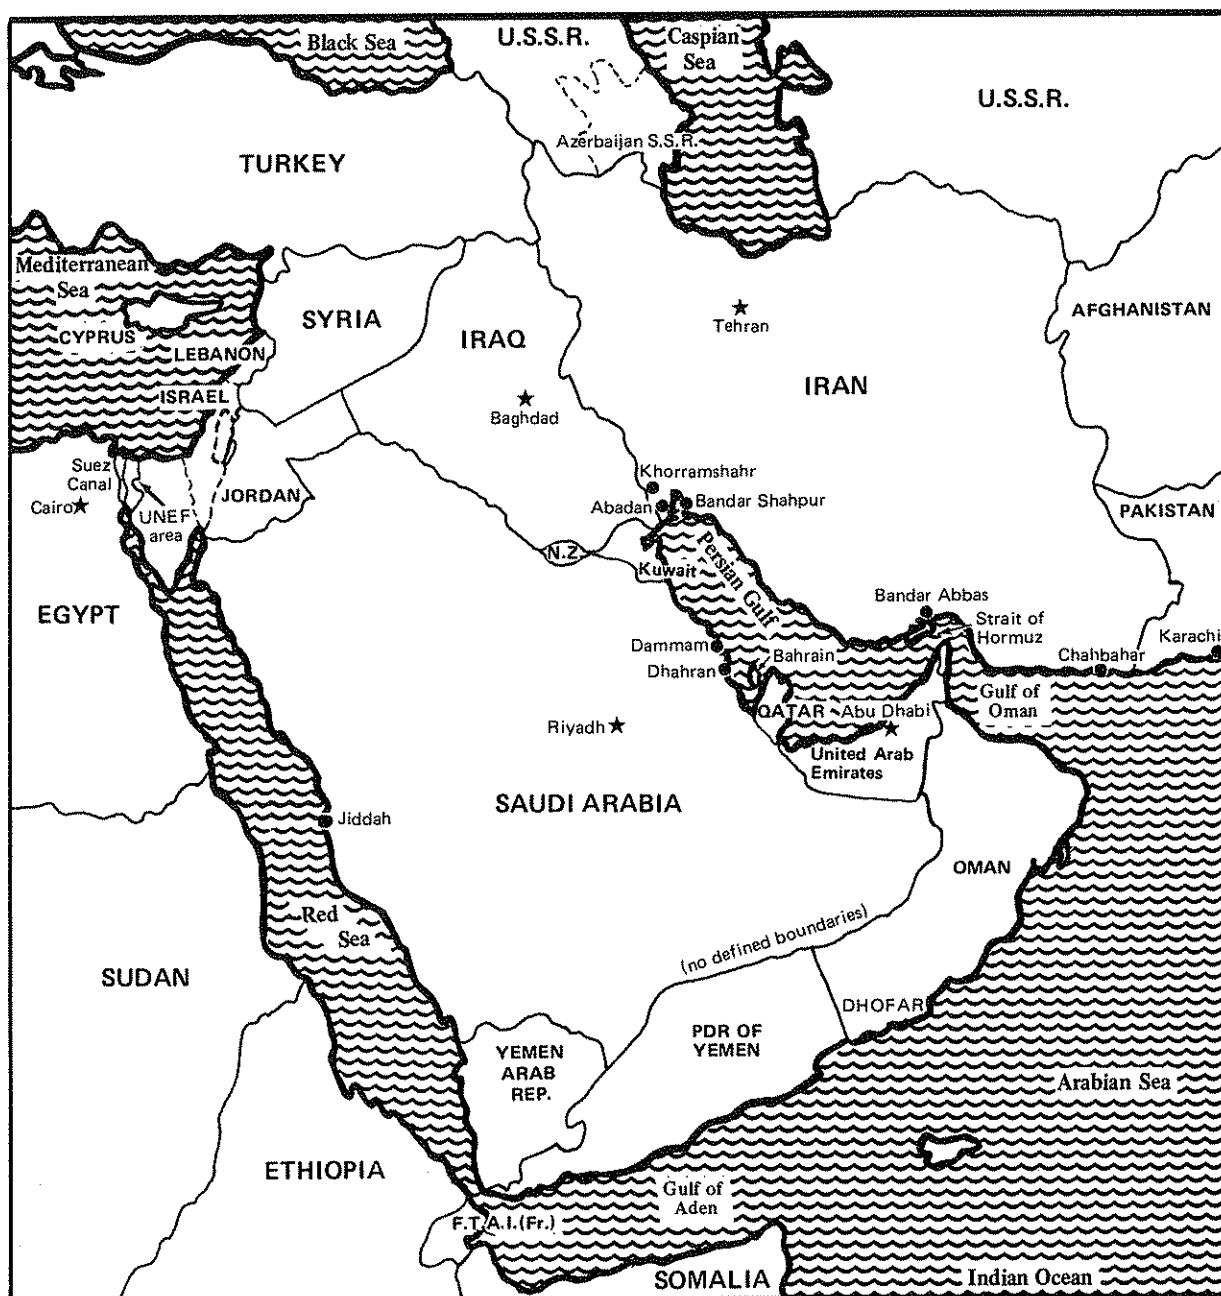 Black Sea
U.S.S.R.
Caspian
Sea
U.S.S.R.
Azerbaijan S.S.R.
TURKEY
Mediterranean
Sea
CYPRUS
SYRIA
LEBANON
ISRAEL
IRAQ
Baghdad
Tehran
IRAN
AFGHANISTAN
Suez
Canal
Cairo
UNEF
area
JORDAN
Khorramshahr
Abadan
Bandar Shahpur
PAKISTAN
N.Z.
Kuwait
Persian Gulf
EGYPT
Bandar Abbas
Strait of
Hormuz
Karachi
Chahbahar
Dammam
Dhahran
Bahrain
Gulf of
Oman
QATAR
Abu Dhabi
Riyadh
United Arab
Emirates
SAUDI ARABIA
Jiddah
OMAN
Red
Sea
(no defined boundaries)
SUDAN
DHOFAR
PDR OF
YEMEN
YEMEN
ARAB
REP.
Arabian Sea
ETHIOPIA
Gulf of
Aden
F.T.A.I.(Fr.)
SOMALIA
Indian Ocean